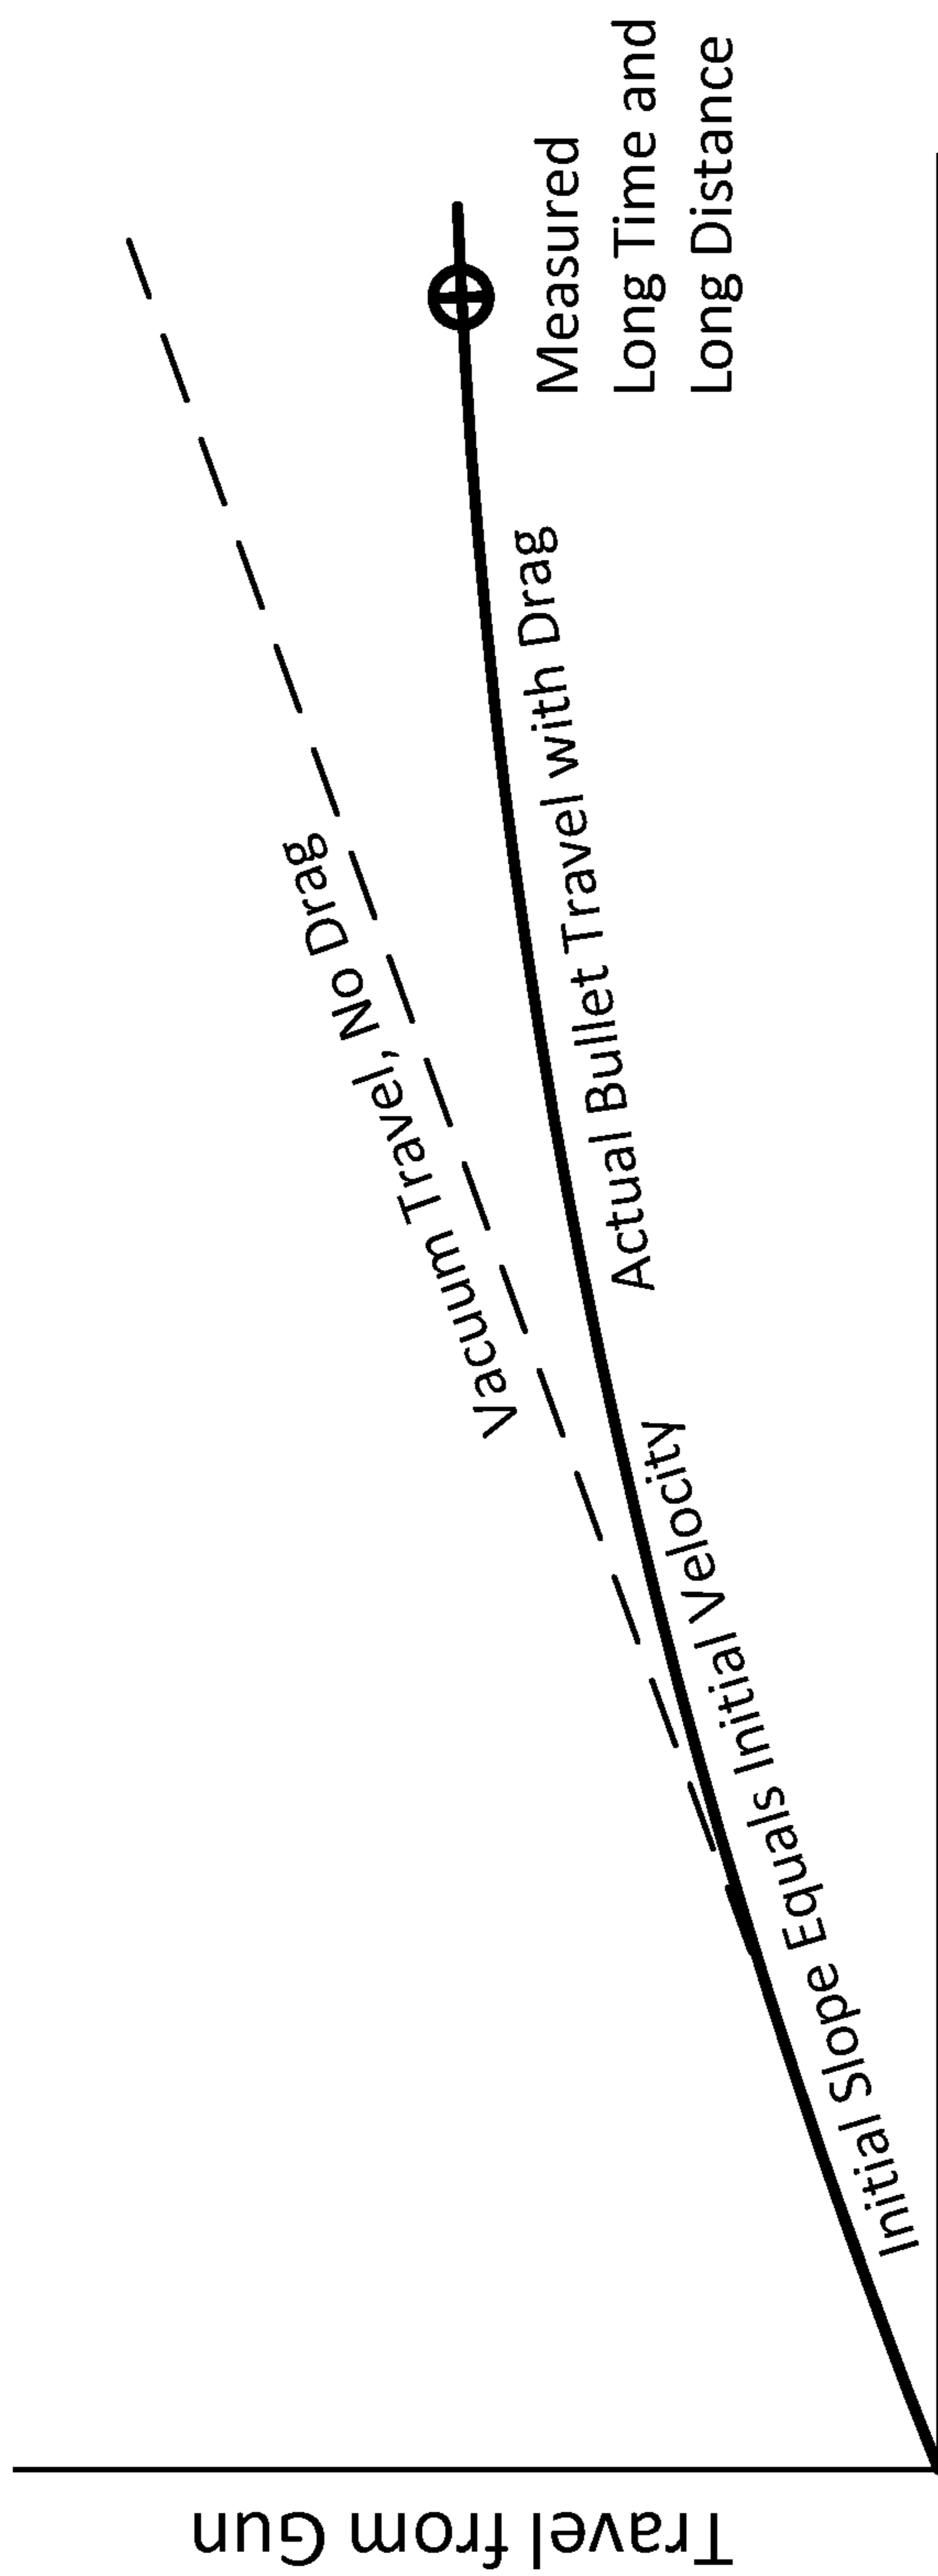 Travel from Gun
Vacuum Travel, No Drag
Initial Slope Equals Initial Velocity
Actual Bullet Travel with Drag
Measured
Long Time and
Long Distance